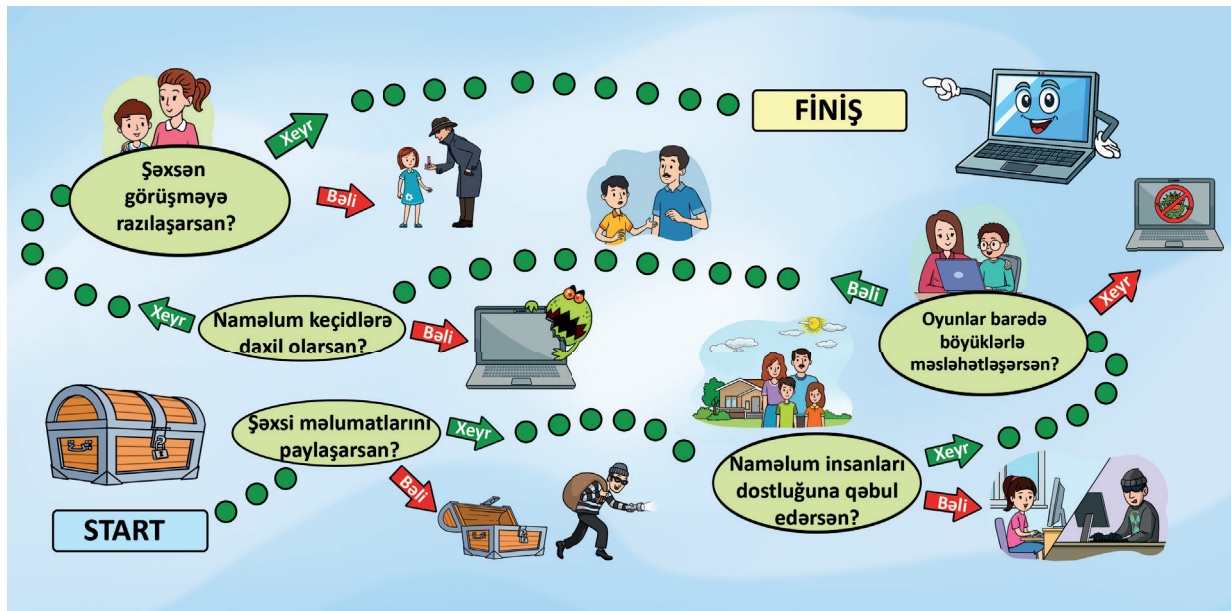 FİNİŞ
Xeyr
Şəxsən
görüşməyə
razılaşarsan?
Bəli
Bəli
Xeyr
Xeyr
Naməlum keçidlərə
daxil olarsan?
Bəli
Oyunlar barədə
böyüklərlə
məsləhətləşərsən?
Şəxsi məlumatlarını
paylaşarsan?
Xeyr
Bəli
Naməlum insanları
dostluğuna qəbul
edərsən?
Xeyr
Bəli
START